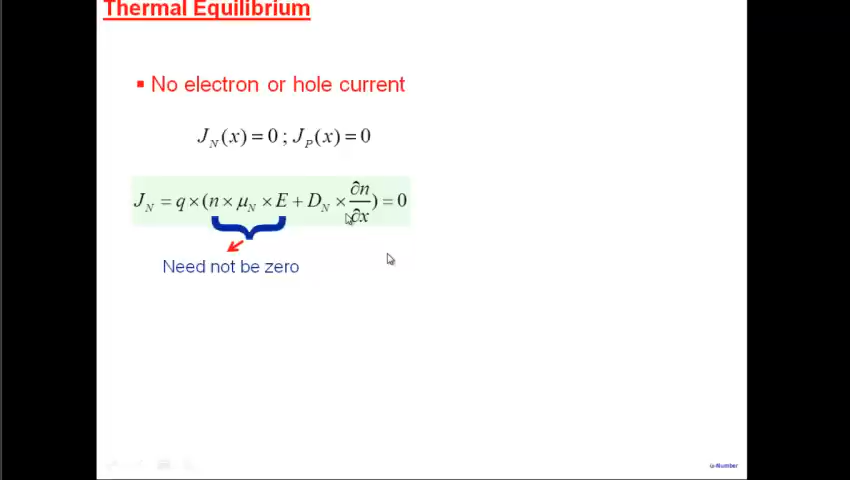 Thermal Equilibrium
▪ No electron or hole current
J_N(x) = 0 ; J_P(x) = 0
J_N = q × (n × μ_N × E + D_N × ∂n/∂x) = 0
Need not be zero